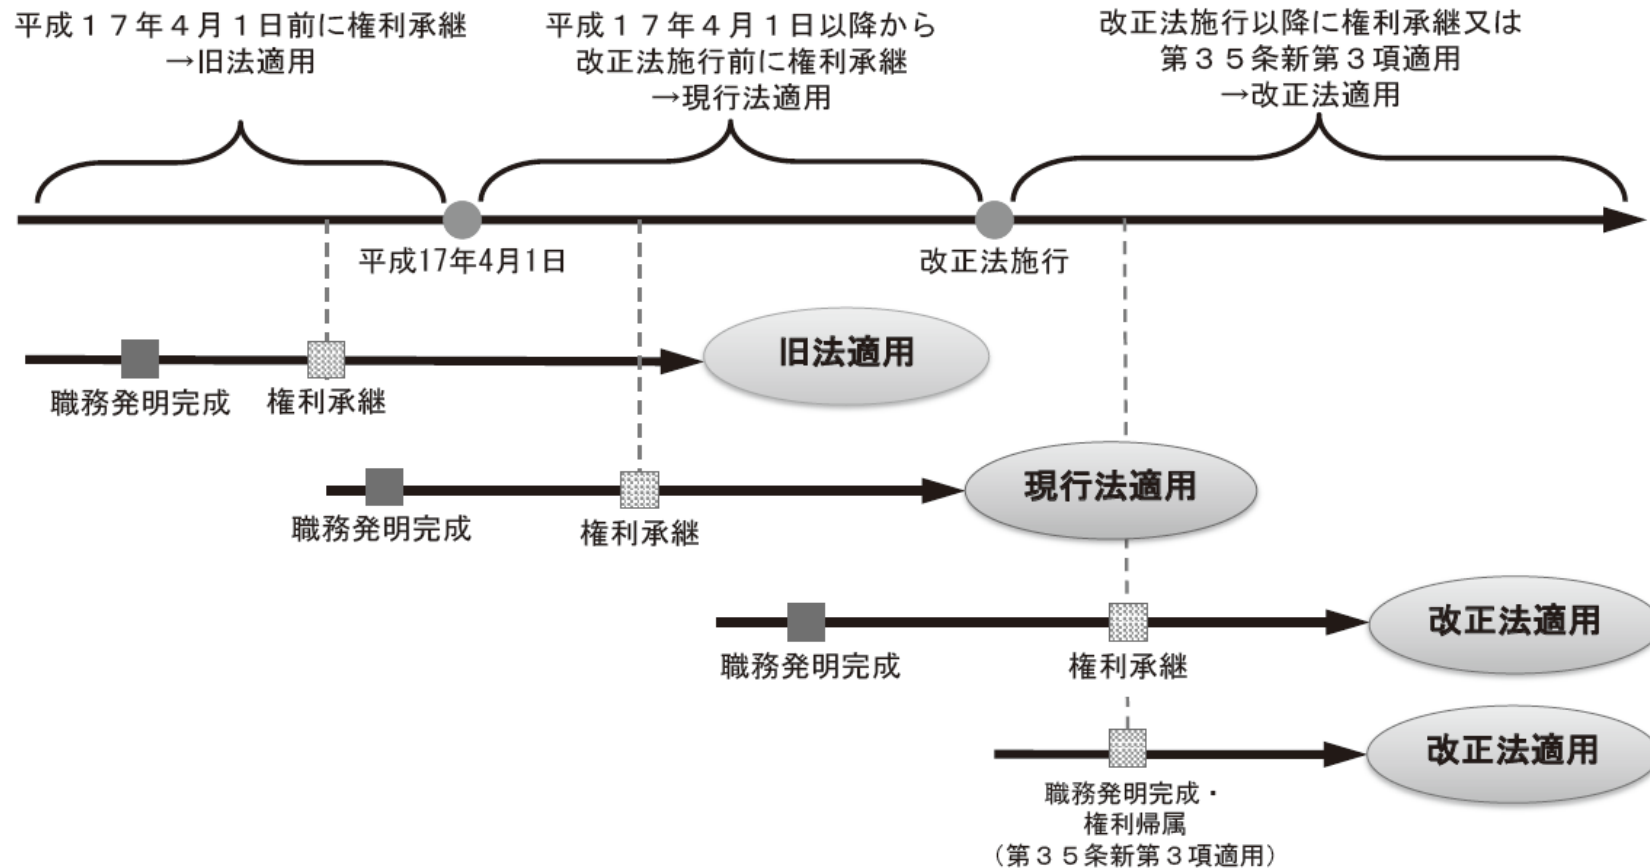 平成１７年４月１日前に権利承継
→旧法適用
平成１７年４月１日以降から
改正法施行前に権利承継
→現行法適用
改正法施行以降に権利承継又は
第３５条新第３項適用
→改正法適用
平成17年4月1日
改正法施行
旧法適用
職務発明完成
権利承継
現行法適用
職務発明完成
権利承継
改正法適用
職務発明完成
権利承継
改正法適用
職務発明完成・
権利帰属
（第３５条新第３項適用）